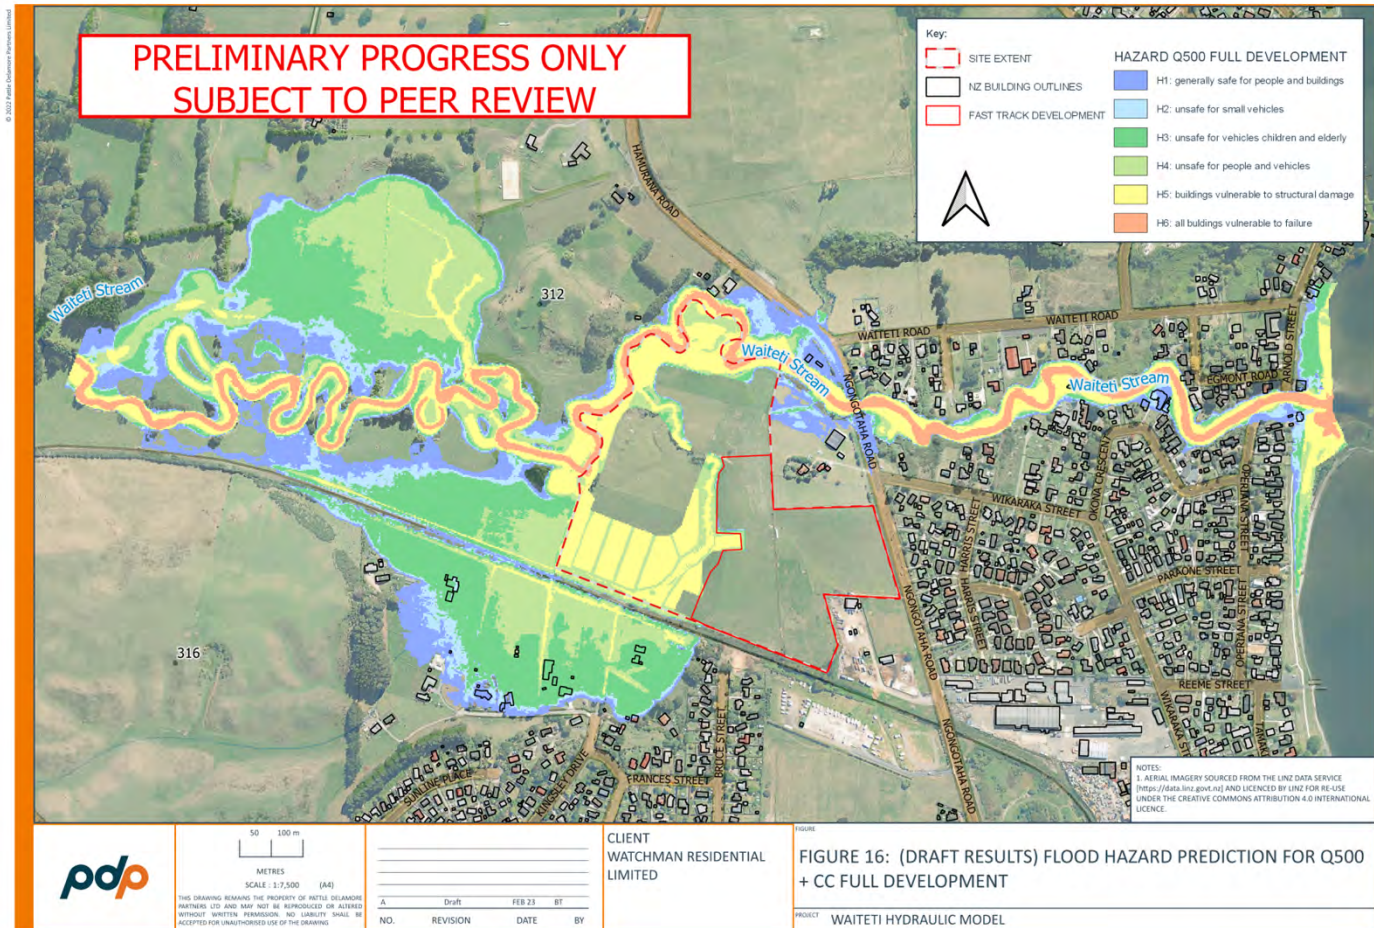 © 2022 Pattle Delamore Partners Limited
PRELIMINARY PROGRESS ONLY
SUBJECT TO PEER REVIEW
Key:
SITE EXTENT
NZ BUILDING OUTLINES
FAST TRACK DEVELOPMENT
HAZARD Q500 FULL DEVELOPMENT
H1: generally safe for people and buildings
H2: unsafe for small vehicles
H3: unsafe for vehicles children and elderly
H4: unsafe for people and vehicles
H5: buildings vulnerable to structural damage
H6: all buldings vulnerable to failure
HAMURANA ROAD
Waiteti Stream
312
WAITETI ROAD
WAITETI ROAD
ARNOLD STREET
Waiteti Stream
Waiteti Stream
EGMONT ROAD
NGONGOTAHA ROAD
OKONA CRESCENT
OPERIANA STREET
WIKARAKA STREET
HARRIS STREET
HARRIS STREET
PARAONE STREET
OPERIANA STREET
NGONGOTAHA ROAD
316
REEME STREET
WIKARAKA ST
NGONGOTAHA ROAD
BRUCE STREET
FRANCES STREET
KINGSLEY DRIVE
SUNLINE PLACE
NOTES:
1. AERIAL IMAGERY SOURCED FROM THE LINZ DATA SERVICE
[https://data.linz.govt.nz] AND LICENCED BY LINZ FOR RE-USE
UNDER THE CREATIVE COMMONS ATTRIBUTION 4.0 INTERNATIONAL
LICENCE.
pdp
50 100 m
METRES
SCALE : 1:7,500 (A4)
THIS DRAWING REMAINS THE PROPERTY OF PATTLE DELAMORE
PARTNERS LTD AND MAY NOT BE REPRODUCED OR ALTERED
WITHOUT WRITTEN PERMISSION. NO LIABILITY SHALL BE
ACCEPTED FOR UNAUTHORISED USE OF THE DRAWING
A Draft FEB 23 BT
NO. REVISION DATE BY
CLIENT
WATCHMAN RESIDENTIAL
LIMITED
FIGURE
FIGURE 16: (DRAFT RESULTS) FLOOD HAZARD PREDICTION FOR Q500
+ CC FULL DEVELOPMENT
PROJECT WAITETI HYDRAULIC MODEL